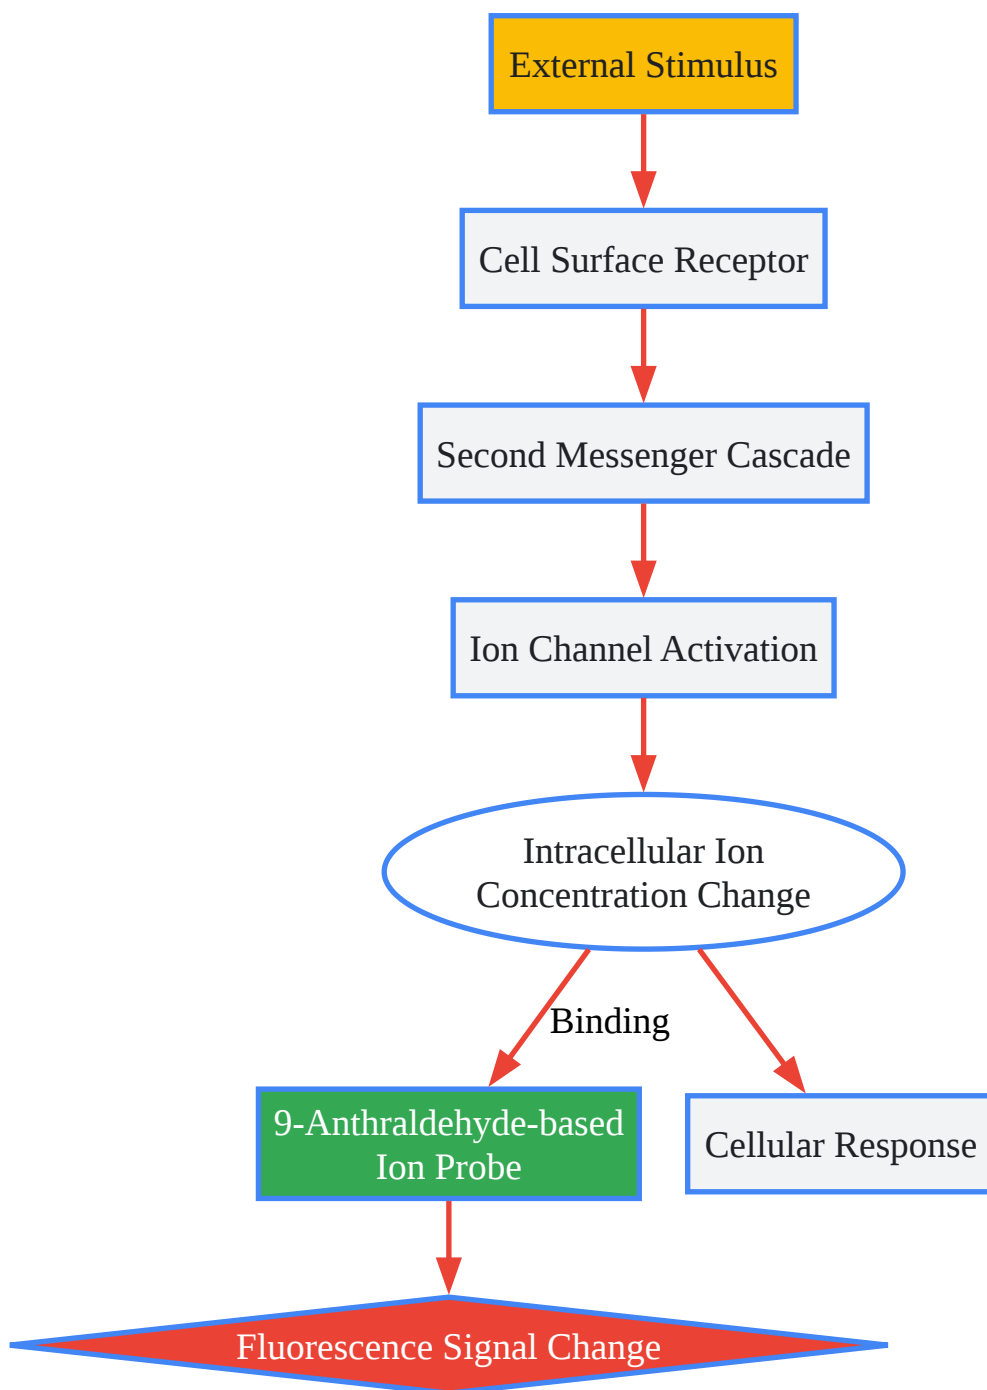 External Stimulus
Cell Surface Receptor
Second Messenger Cascade
Ion Channel Activation
Intracellular Ion
Concentration Change
Binding
9-Anthraldehyde-based
Ion Probe
Cellular Response
Fluorescence Signal Change